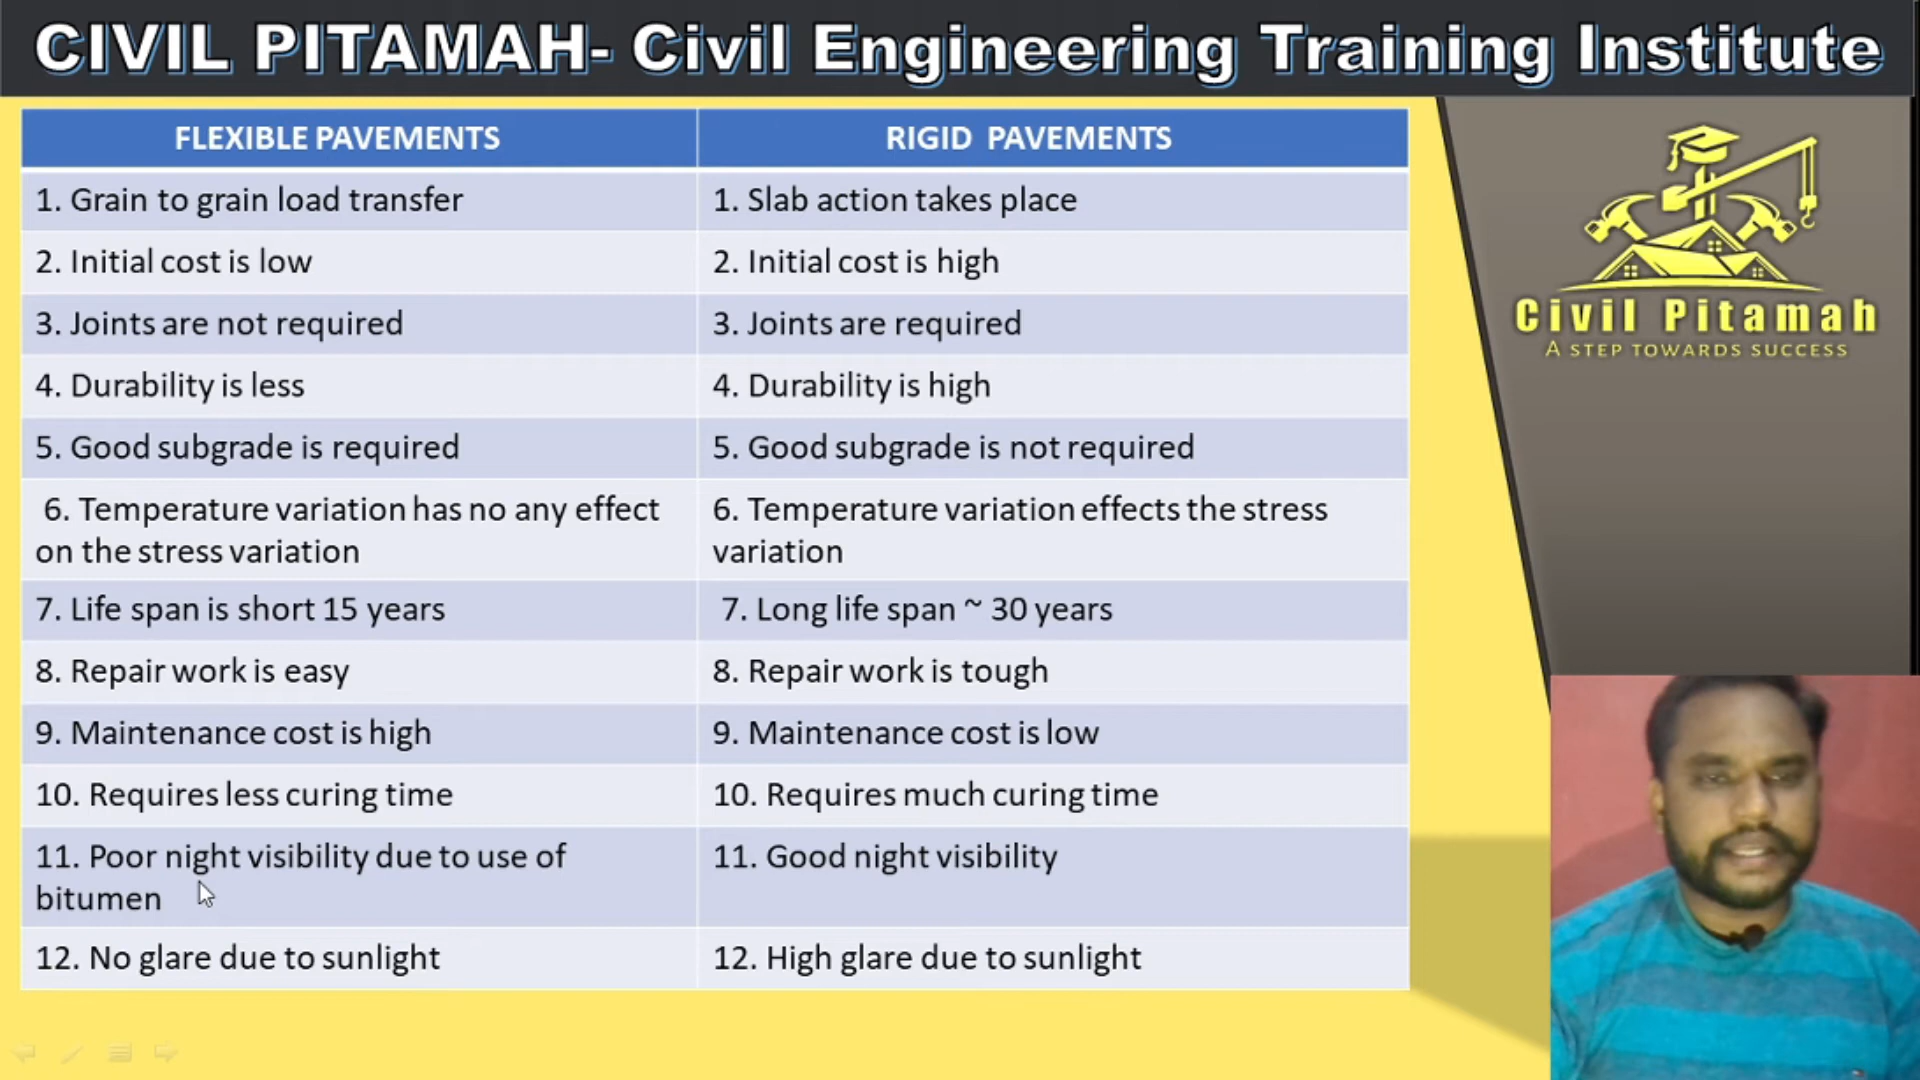 CIVIL PITAMAH- Civil Engineering Training Institute
FLEXIBLE PAVEMENTS
RIGID PAVEMENTS
1. Grain to grain load transfer
1. Slab action takes place
2. Initial cost is low
2. Initial cost is high
3. Joints are not required
3. Joints are required
4. Durability is less
4. Durability is high
5. Good subgrade is required
5. Good subgrade is not required
6. Temperature variation has no any effect
on the stress variation
6. Temperature variation effects the stress
variation
7. Life span is short 15 years
7. Long life span ~ 30 years
8. Repair work is easy
8. Repair work is tough
9. Maintenance cost is high
9. Maintenance cost is low
10. Requires less curing time
10. Requires much curing time
11. Poor night visibility due to use of
bitumen
11. Good night visibility
12. No glare due to sunlight
12. High glare due to sunlight
Civil Pitamah
A STEP TOWARDS SUCCESS